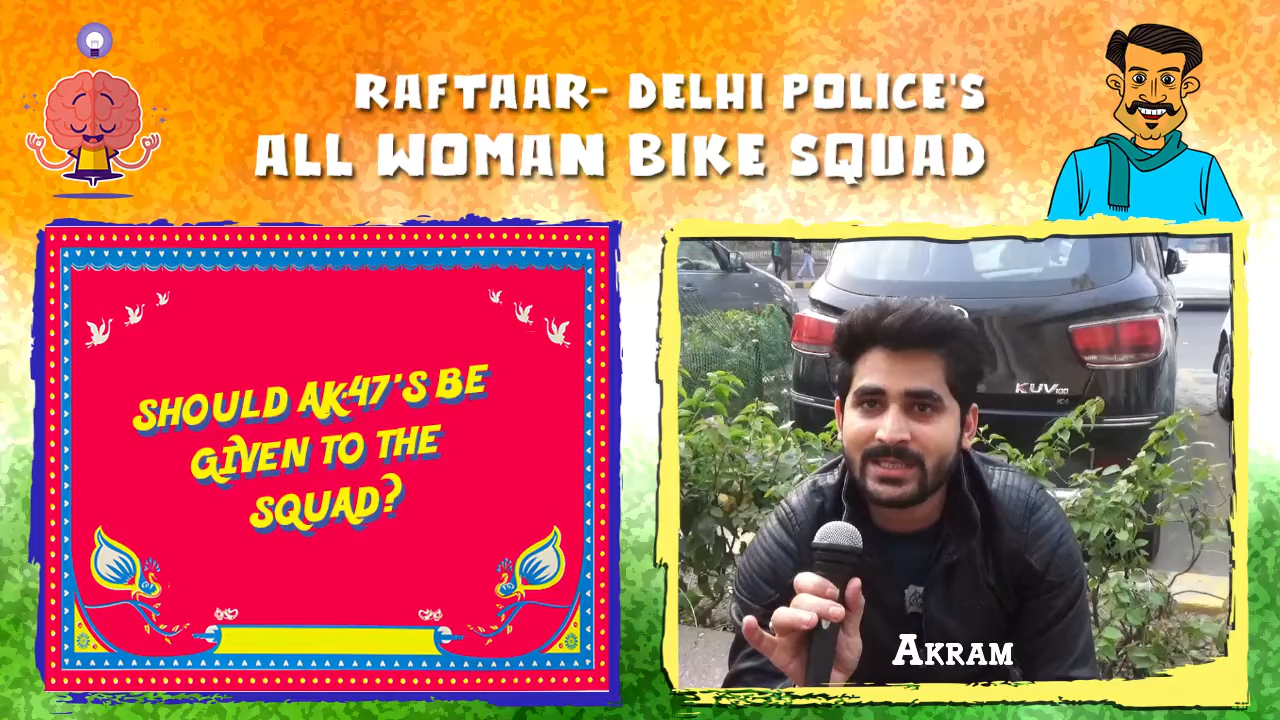 RAFTAAR- DELHI POLICE'S
ALL WOMAN BIKE SQUAD
SHOULD AK-47'S BE
GIVEN TO THE
SQUAD?
KUV100
AKRAM